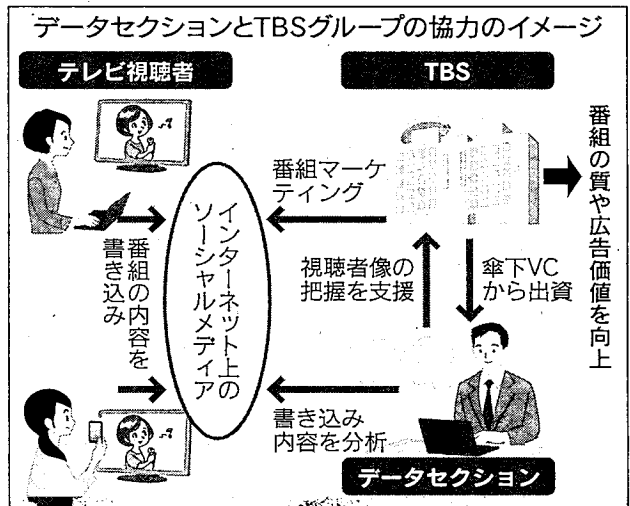 データセクションとTBSグループの協力のイメージ
テレビ視聴者
TBS
番組マーケ
ティング
番組の質や広告価値を向上
インターネット上の
ソーシャルメディア
番組の内容を
書き込み
視聴者像の
把握を支援
傘下VC
から出資
書き込み
内容を分析
データセクション